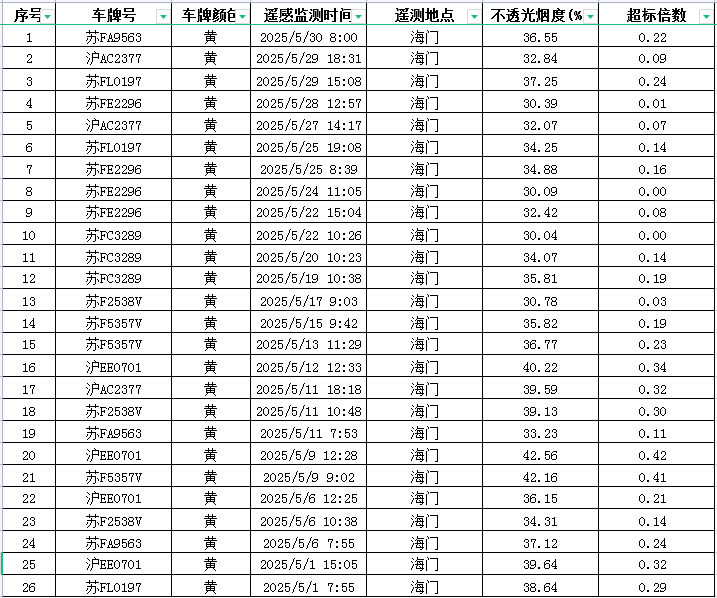 序号 车牌号 车牌颜色 遥感监测时间 遥测地点 不透光烟度(% 超标倍数
1 苏FA9563 黄 2025/5/30 8:00 海门 36.55 0.22
2 沪AC2377 黄 2025/5/29 18:31 海门 32.84 0.09
3 苏FL0197 黄 2025/5/29 15:08 海门 37.25 0.24
4 苏FE2296 黄 2025/5/28 12:57 海门 30.39 0.01
5 沪AC2377 黄 2025/5/27 14:17 海门 32.07 0.07
6 苏FL0197 黄 2025/5/25 19:08 海门 34.25 0.14
7 苏FE2296 黄 2025/5/25 8:39 海门 34.88 0.16
8 苏FE2296 黄 2025/5/24 11:05 海门 30.09 0.00
9 苏FE2296 黄 2025/5/22 15:04 海门 32.42 0.08
10 苏FC3289 黄 2025/5/22 10:26 海门 30.04 0.00
11 苏FC3289 黄 2025/5/20 10:23 海门 34.07 0.14
12 苏FC3289 黄 2025/5/19 10:38 海门 35.81 0.19
13 苏F2538V 黄 2025/5/17 9:03 海门 30.78 0.03
14 苏F5357V 黄 2025/5/15 9:42 海门 35.82 0.19
15 苏F5357V 黄 2025/5/13 11:29 海门 36.77 0.23
16 沪EE0701 黄 2025/5/12 12:33 海门 40.22 0.34
17 沪AC2377 黄 2025/5/11 18:18 海门 39.59 0.32
18 苏F2538V 黄 2025/5/11 10:48 海门 39.13 0.30
19 苏FA9563 黄 2025/5/11 7:53 海门 33.23 0.11
20 沪EE0701 黄 2025/5/9 12:28 海门 42.56 0.42
21 苏F5357V 黄 2025/5/9 9:02 海门 42.16 0.41
22 沪EE0701 黄 2025/5/6 12:25 海门 36.15 0.21
23 苏F2538V 黄 2025/5/6 10:38 海门 34.31 0.14
24 苏FA9563 黄 2025/5/6 7:55 海门 37.12 0.24
25 沪EE0701 黄 2025/5/1 15:05 海门 39.64 0.32
26 苏FL0197 黄 2025/5/1 7:55 海门 38.64 0.29